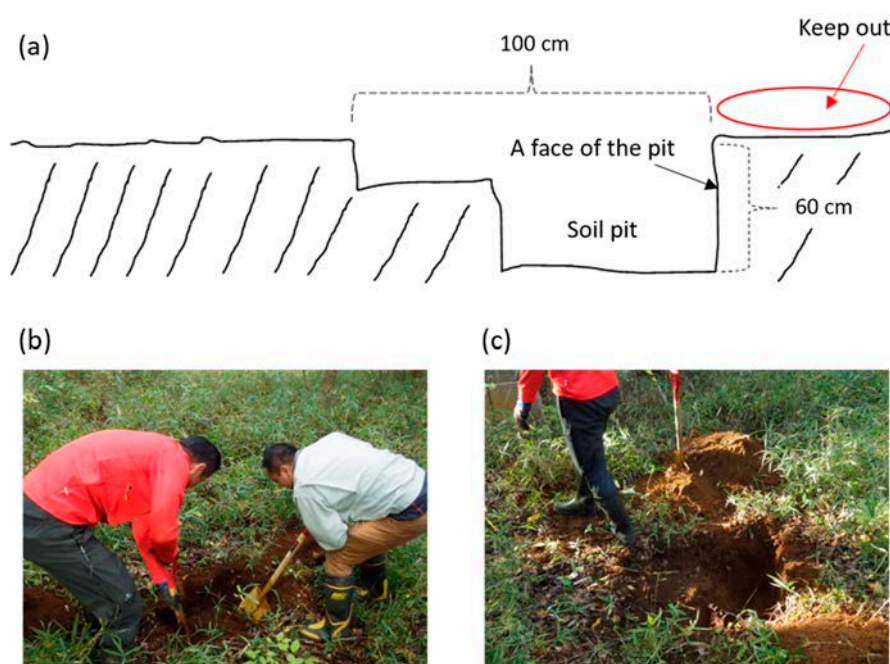 (a)
100 cm
Keep out
A face of the pit
60 cm
Soil pit
(b)
(c)